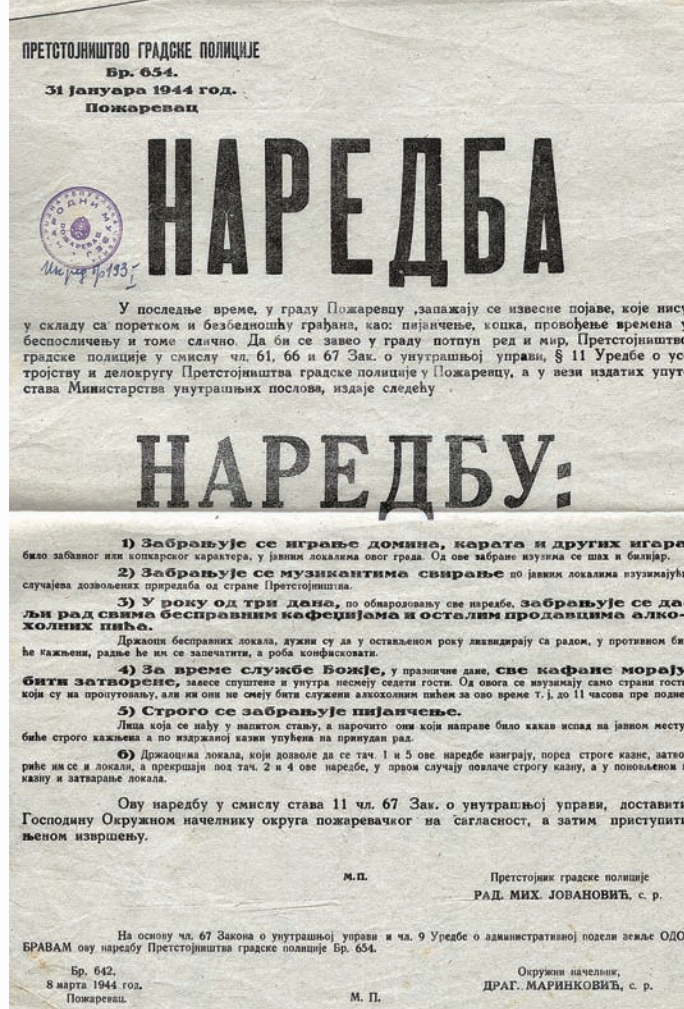 ПРЕТСТОЈНИШТВО ГРАДСКЕ ПОЛИЦИЈЕ
Бр. 654.
31 јануара 1944 год.
Пожаревац
НАРЕДБА
НАРОДНИ МУЗЕЈ
ПОЖАРЕВАЦ
У последње време, у граду Пожаревцу ,запажају се извесне појаве, које нису
у складу са поретком и безбедношћу грађана, као: пијанчење, коцка, провођење времена у
беспосличењу и томе слично. Да би се завео у граду потпун ред и мир, Претстојништво
градске полиције у смислу чл. 61, 66 и 67 Зак. о унутрашњој управи, § 11 Уредбе о ус-
тројству и делокругу Претстојништва градске полиције у Пожаревцу, а у вези издатих упут-
става Министарства унутрашњих послова, издаје следећу
НАРЕДБУ:
1) Забрањује се играње домина, карата и других игара
било забавног или коцкарског карактера, у јавним локалима овог града. Од ове забране изузима се шах и билијар.
2) Забрањује се музикантима свирање по јавним локалима изузимајући
случајева дозвољених приредаба од стране Претстојништва.
3) У року од три дана, по обнародовању ове наредбе, забрањује се да-
љи рад свима бесправним кафеџијама и осталим продавцима алко-
холних пића.
Држаоци бесправних локала, дужни су да у остављеном року ликвидирају са радом, у противном би-
ће кажњени, радње ће им се запечатити, а роба конфисковати.
4) За време службе Божје, у празничне дане, све кафане морају
бити затворене, завесе спуштене и унутра несмеју седети гости. Од овога се изузимају само страни гости
који су на пропутовању, али ни они не смеју бити служени алкохолним пићем за ово време т. ј, до 11 часова пре подне.
5) Строго се забрањује пијанчење.
Лица која се нађу у напитом стању, а нарочито они који направе било какав испад на јавном месту,
биће строго кажњена а по издржаној казни упућена на принудан рад.
6) Држаоцима локала, који дозволе да се тач. 1 и 5 ове наредбе изиграју, поред строге казне, затво-
риће им се и локали, а прекршаји под тач. 2 и 4 ове наредбе, у првом случају повлаче строгу казну, а у поновљеном и
казну и затварање локала.
Ову наредбу у смислу става 11 чл. 67 Зак. о унутрашњој управи, доставити
Господину Окружном начелнику округа пожаревачког на сагласност, а затим приступити
њеном извршењу.
М.П.
Претстојник градске полиције
РАД. МИХ. ЈОВАНОВИЋ, с. р.
На основу чл. 67 Закона о унутрашњој управи и чл. 9 Уредбе о административној подели земље ОДО-
БРАВАМ ову наредбу Претстојништва градске полиције Бр. 654.
Бр. 642.
8 марта 1944 год.
Пожаревац.
М. П.
Окружни начелник,
ДРАГ. МАРИНКОВИЋ, с. р.